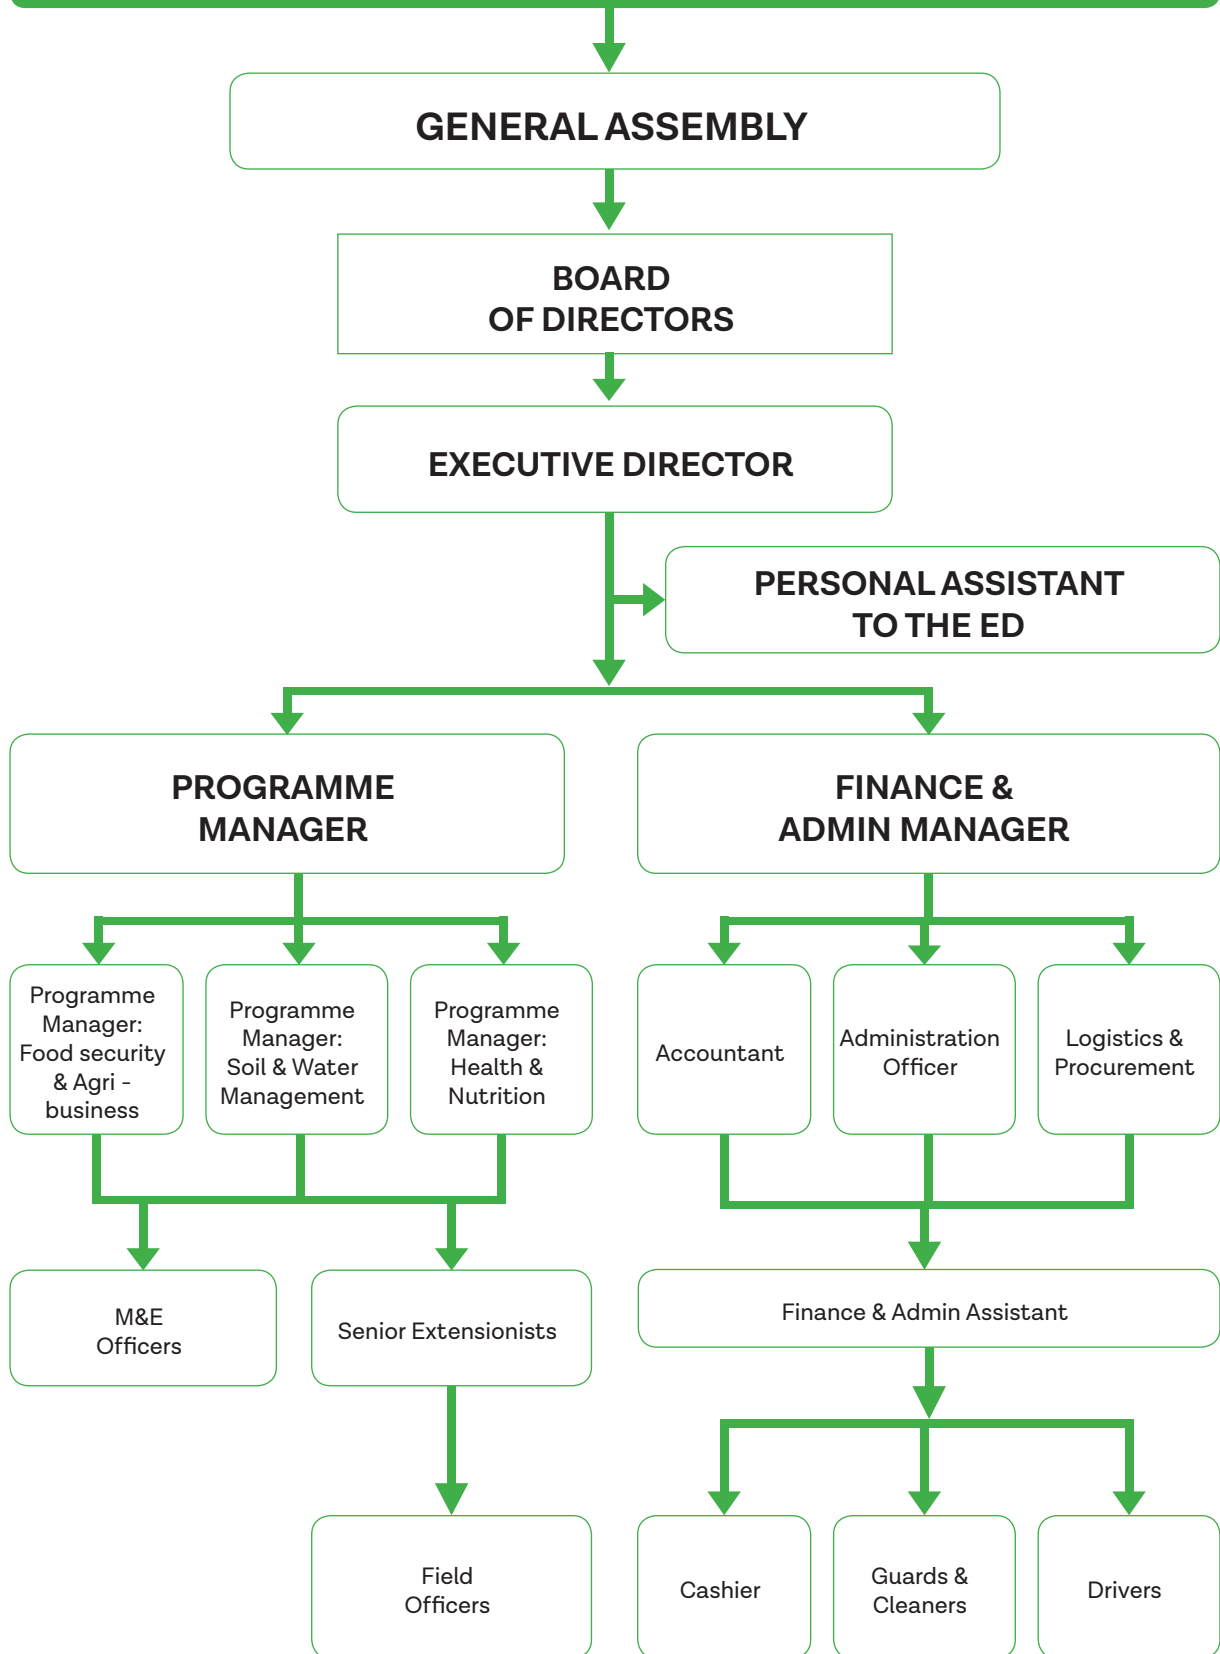 GENERAL ASSEMBLY
BOARD
OF DIRECTORS
EXECUTIVE DIRECTOR
PERSONAL ASSISTANT
TO THE ED
PROGRAMME
MANAGER
FINANCE &
ADMIN MANAGER
Programme
Manager:
Food security
& Agri -
business
Programme
Manager:
Soil & Water
Management
Programme
Manager:
Health &
Nutrition
Accountant
Administration
Officer
Logistics &
Procurement
M&E
Officers
Senior Extensionists
Finance & Admin Assistant
Field
Officers
Cashier
Guards &
Cleaners
Drivers